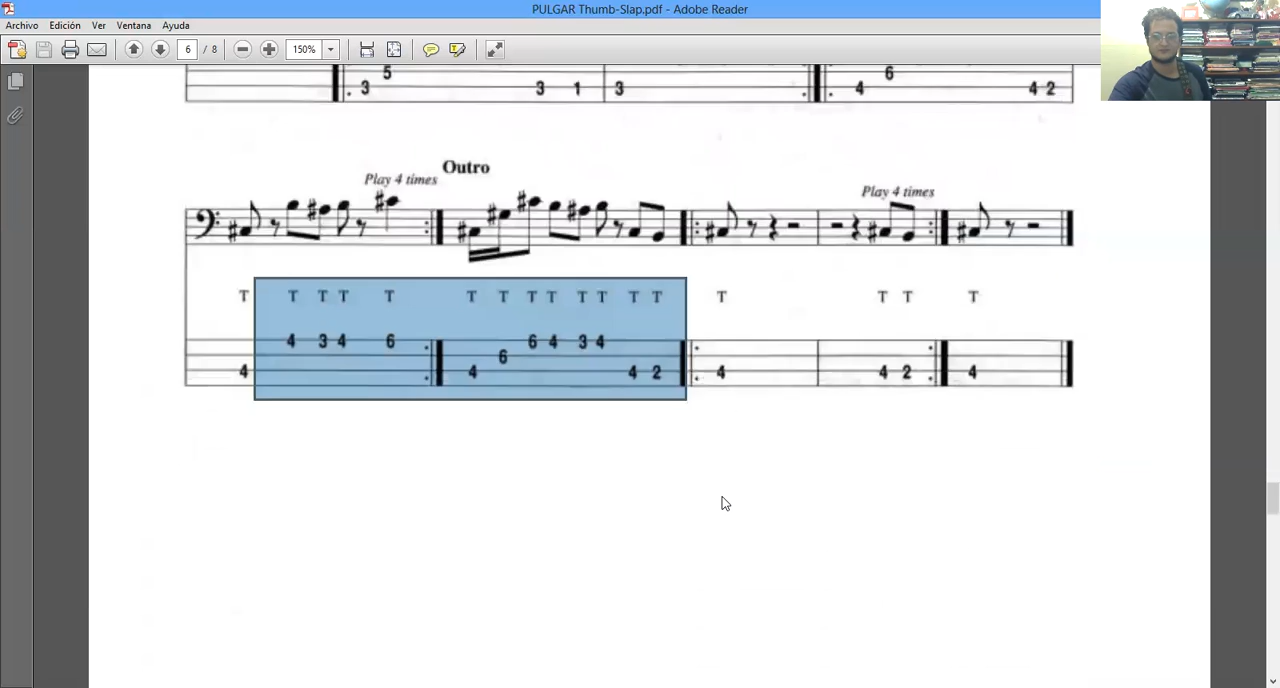 PULGAR Thumb-Slap.pdf - Adobe Reader
Archivo Edición Ver Ventana Ayuda
6 / 8 150%
5 6
3 3 1 3 4 4 2
Outro
Play 4 times Play 4 times
T T T T T T T T T T T T T T T T T
4 3 4 6 6 4 3 4
6
4 4 4 2 4 4 2 4